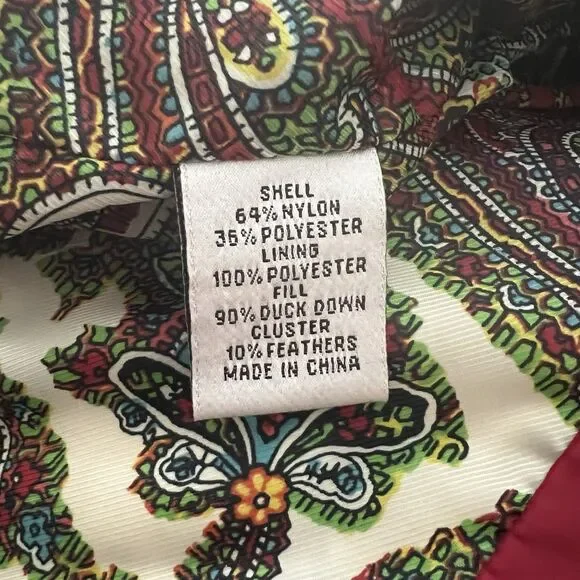 SHELL
64% NYLON
36% POLYESTER
LINING
100% POLYESTER
FILL
90% DUCK DOWN
CLUSTER
10% FEATHERS
MADE IN CHINA